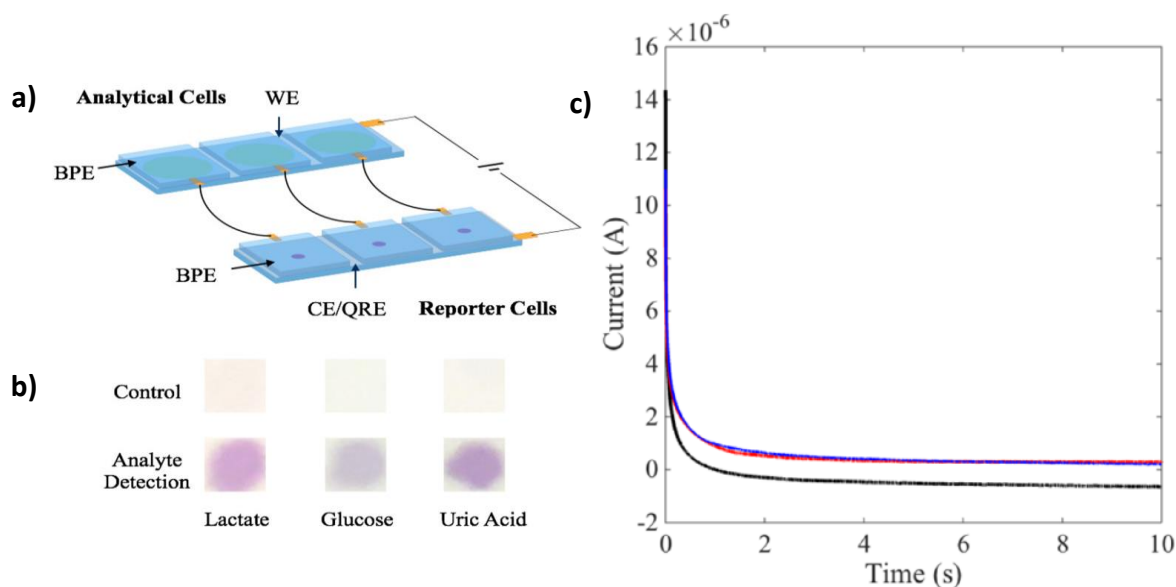 a)
Analytical Cells
WE
BPE
BPE
CE/QRE
Reporter Cells
b)
Control
Analyte
Detection
Lactate
Glucose
Uric Acid
c)
×10⁻⁶
16
14
12
10
8
6
4
2
0
-2
Current (A)
0
2
4
6
8
10
Time (s)